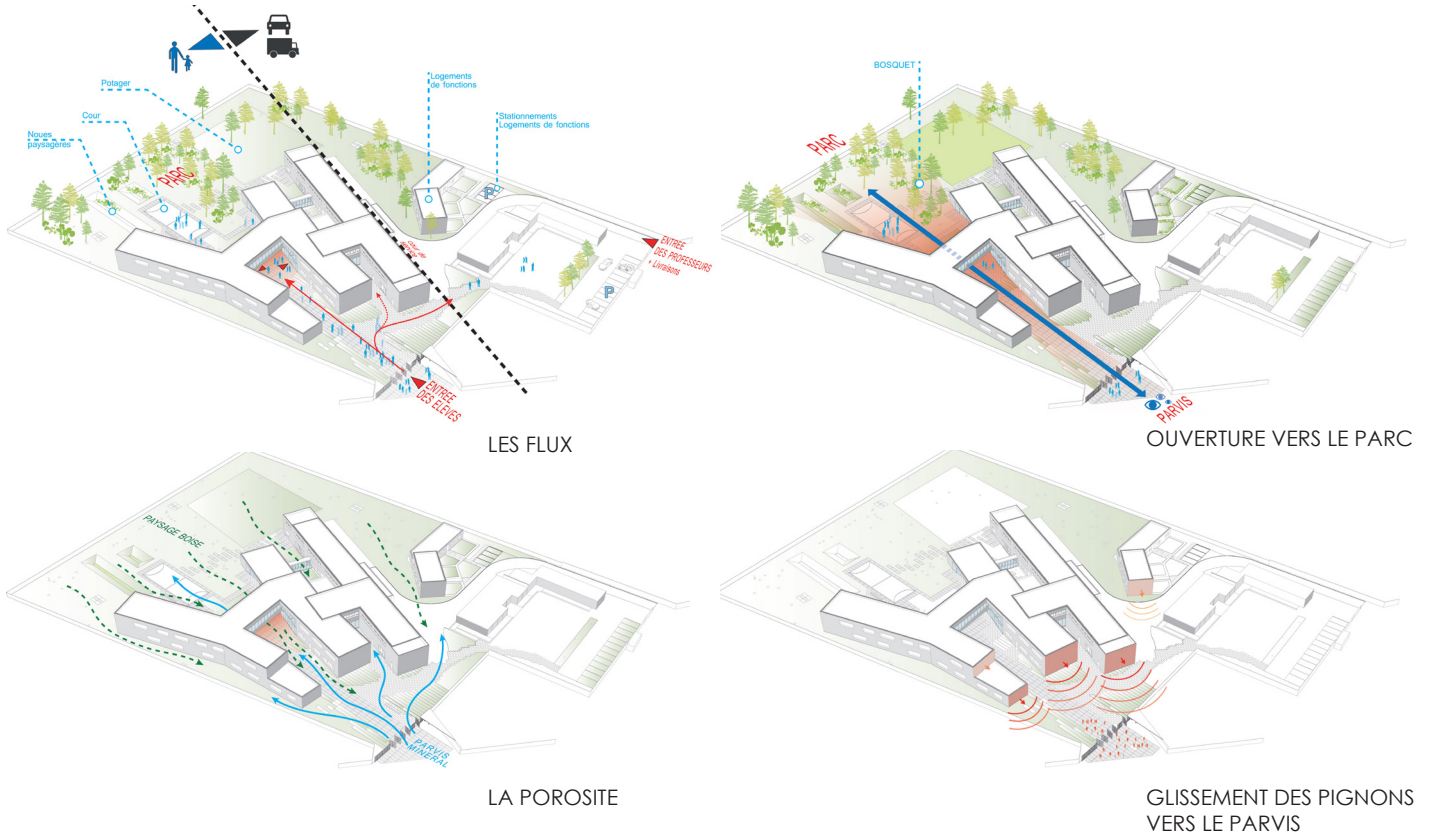 Potager
Cour
Noues
paysagères
PARC
Logements
de fonctions
Stationnements
Logements de fonctions
P
ENTREE
DES PROFESSEURS
+ Livraisons
P
ENTREE
DES ELEVES
LES FLUX
BOSQUET
PARC
PARVIS
OUVERTURE VERS LE PARC
PAYSAGE BOISE
PARVIS
MINERAL
LA POROSITE
GLISSEMENT DES PIGNONS
VERS LE PARVIS